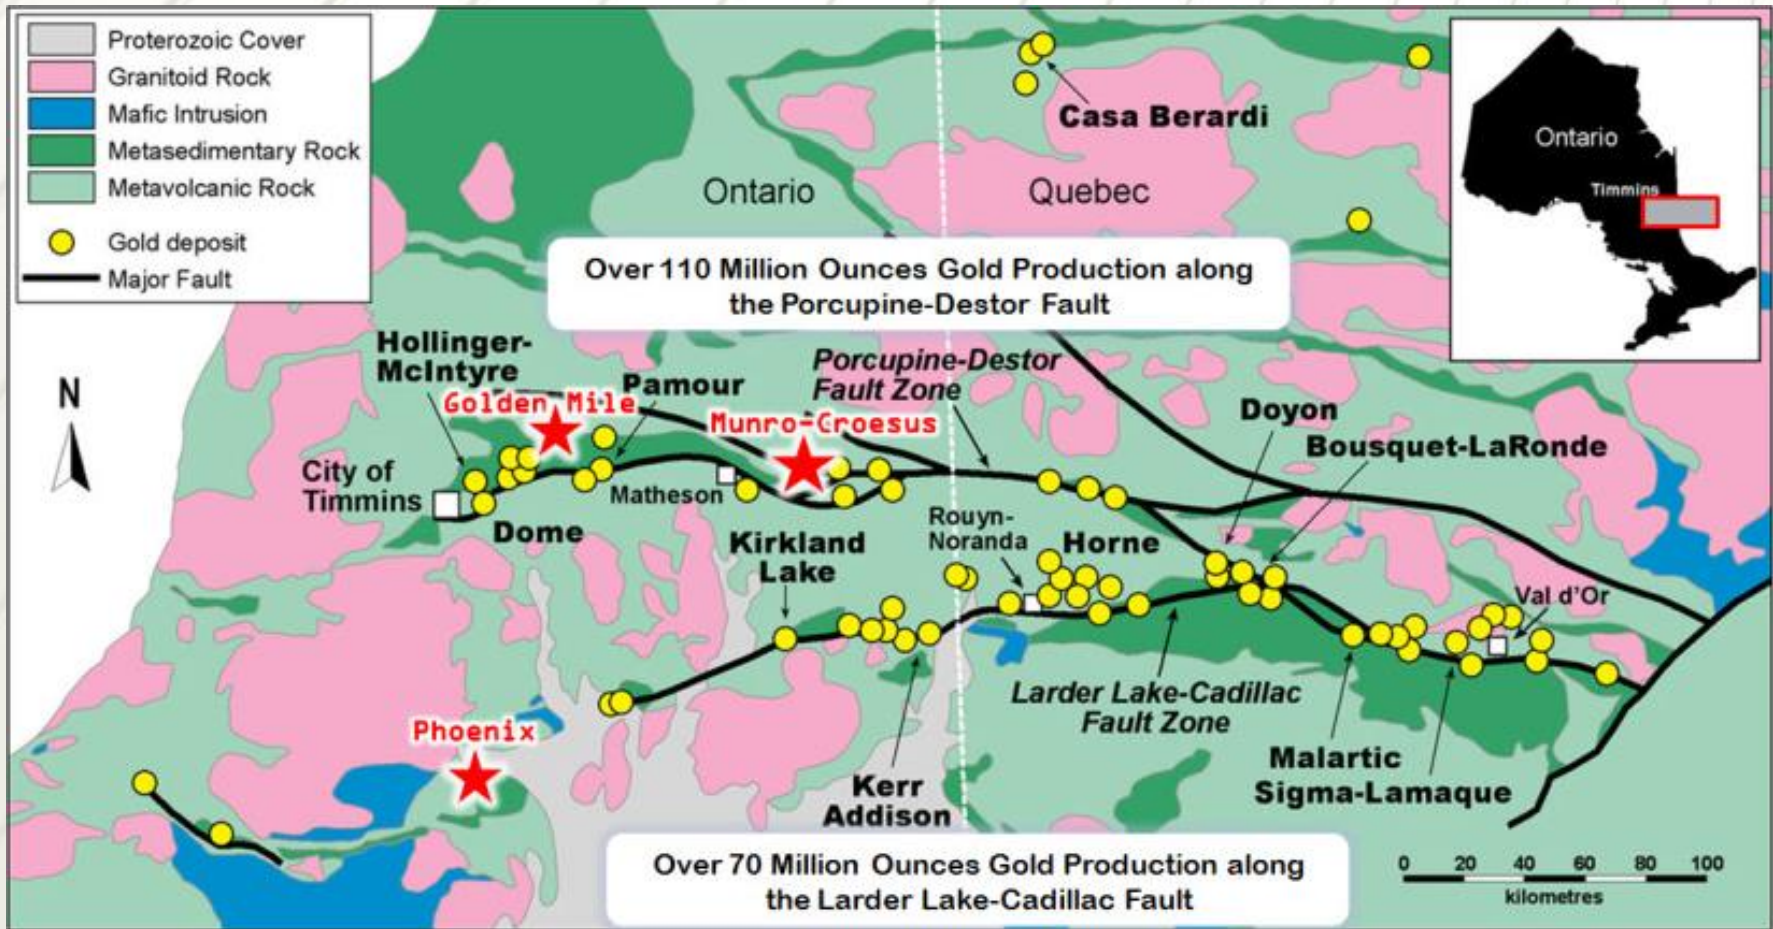 Proterozoic Cover
Granitoid Rock
Mafic Intrusion
Metasedimentary Rock
Metavolcanic Rock
Gold deposit
Major Fault
Casa Berardi
Ontario
Quebec
Ontario
Timmins
Over 110 Million Ounces Gold Production along
the Porcupine-Destor Fault
N
Hollinger-
McIntyre
Golden Mile
Pamour
Munro-Croesus
Porcupine-Destor
Fault Zone
Doyon
Bousquet-LaRonde
City of
Timmins
Matheson
Dome
Kirkland
Lake
Rouyn-
Noranda
Horne
Val d'Or
Larder Lake-Cadillac
Fault Zone
Phoenix
Kerr
Addison
Malartic
Sigma-Lamaque
Over 70 Million Ounces Gold Production along
the Larder Lake-Cadillac Fault
0 20 40 60 80 100
kilometres